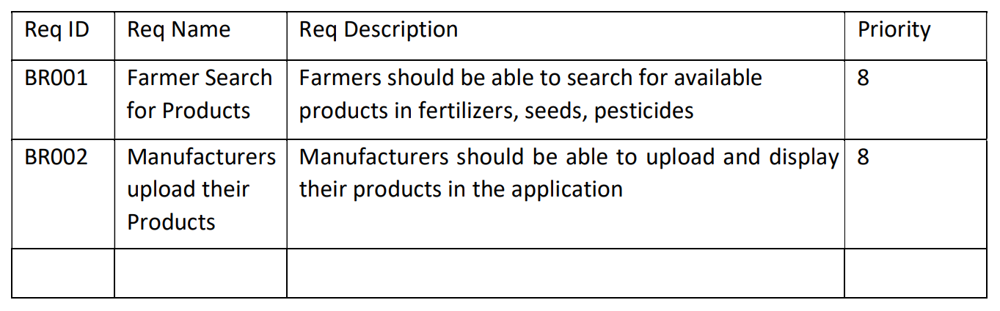 Req ID Req Name Req Description Priority
BR001 Farmer Search for Products Farmers should be able to search for available products in fertilizers, seeds, pesticides 8
BR002 Manufacturers upload their Products Manufacturers should be able to upload and display their products in the application 8